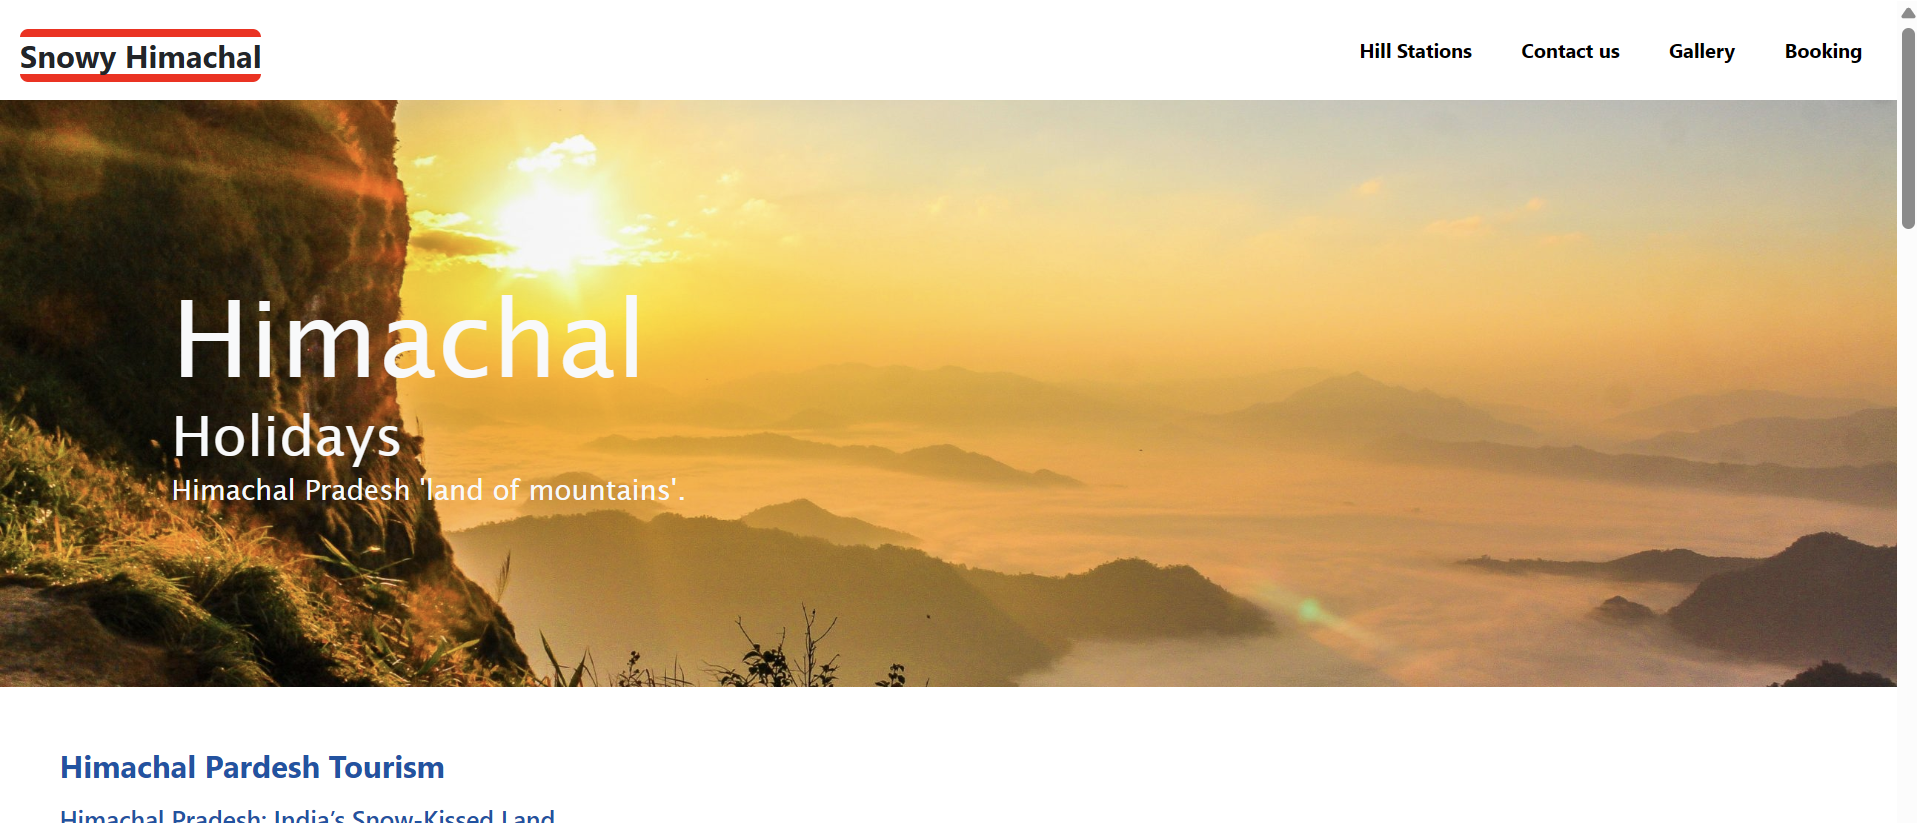 Snowy Himachal
Hill Stations
Contact us
Gallery
Booking
Himachal
Holidays
Himachal Pradesh 'land of mountains'.
Himachal Pardesh Tourism
Himachal Pradesh: India’s Snow-Kissed Land